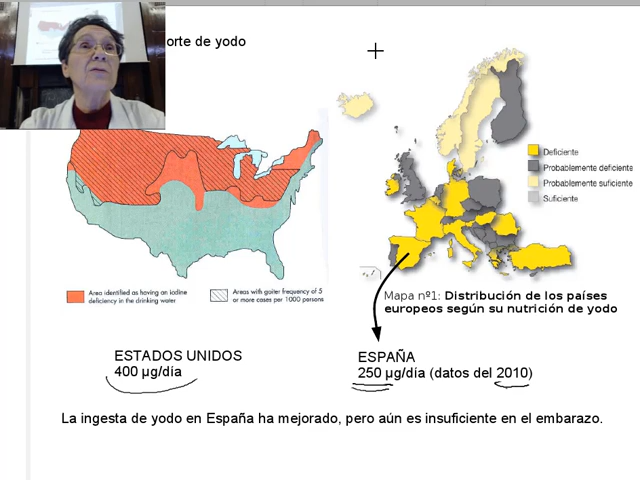 orte de yodo
Deficiente
Probablemente deficiente
Probablemente suficiente
Suficiente
Area identified as having an iodine
deficiency in the drinking water
Areas with goiter frequency of 5
or more cases per 1000 persons
Mapa nº1: Distribución de los países
europeos según su nutrición de yodo
ESTADOS UNIDOS
400 µg/día
ESPAÑA
250 µg/día (datos del 2010)
La ingesta de yodo en España ha mejorado, pero aún es insuficiente en el embarazo.